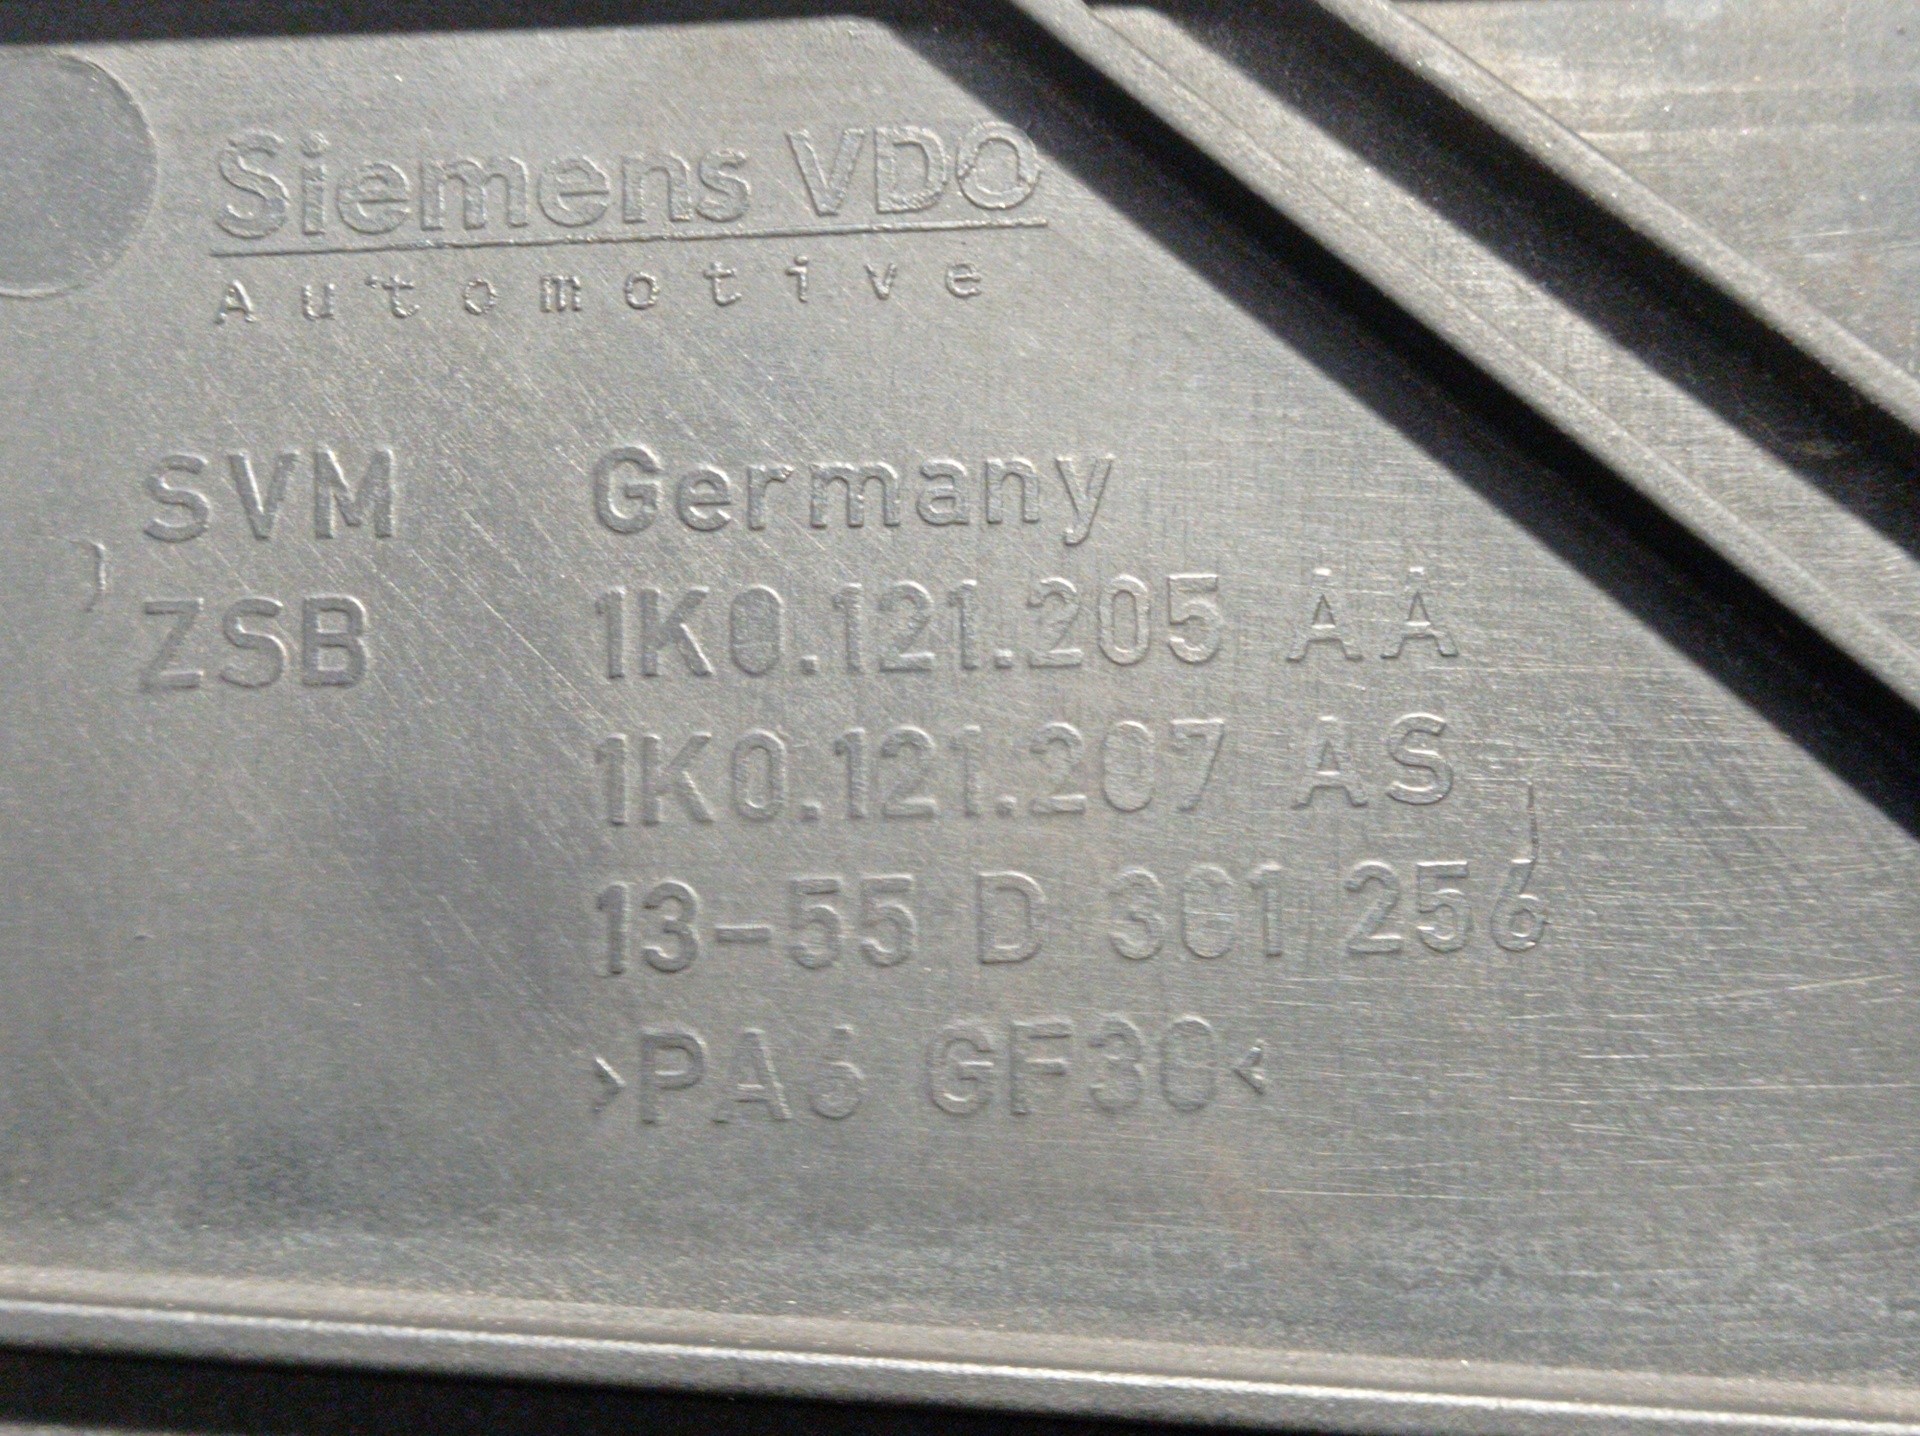 Siemens VDO
Automotive
SVM Germany
ZSB 1K0.121.205 AA
1K0.121.207 AS
13-55 D 301 256
>PA6 GF30<